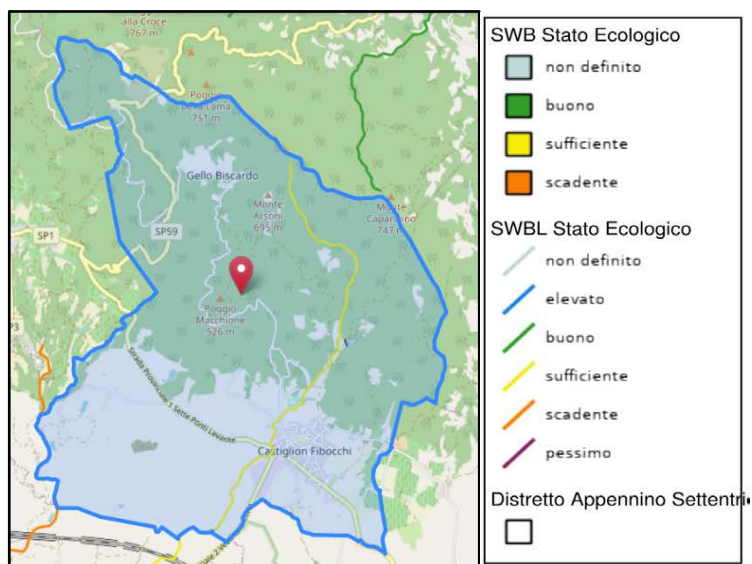 alla Croce
767 m
Poggio
della Lama
751 m
Gello Biscardo
Monte
Arsoni
695 m
Monte
747 m
SP1
SP59
Poggio
Macchione
526 m
Strada Provinciale 1 Sette Ponti Levante
Castiglion Fibocchi
SWB Stato Ecologico
non definito
buono
sufficiente
scadente
SWBL Stato Ecologico
non definito
elevato
buono
sufficiente
scadente
pessimo
Distretto Appennino Settentri